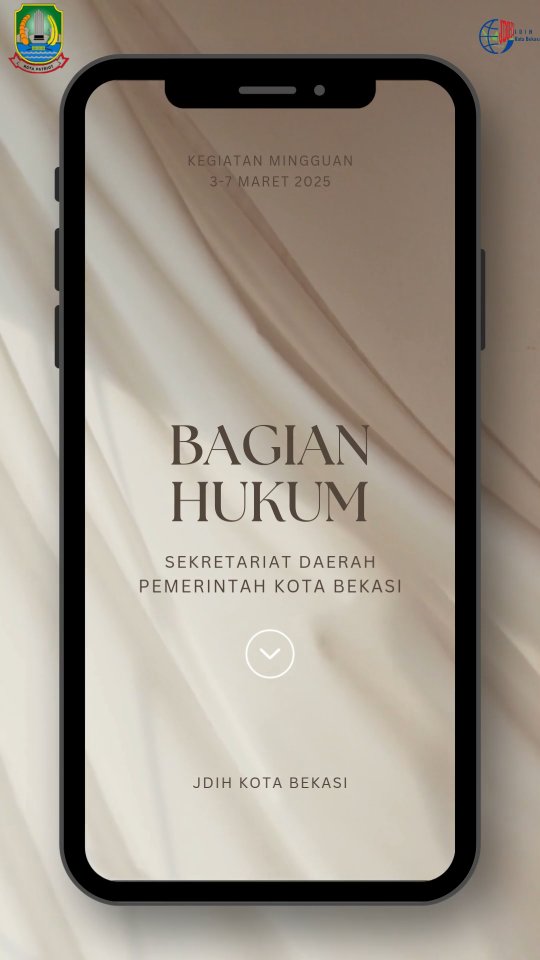 KOTA PATRIOT
JDIH
Kota Bekasi
KEGIATAN MINGGUAN
3-7 MARET 2025
BAGIAN
HUKUM
SEKRETARIAT DAERAH
PEMERINTAH KOTA BEKASI
JDIH KOTA BEKASI